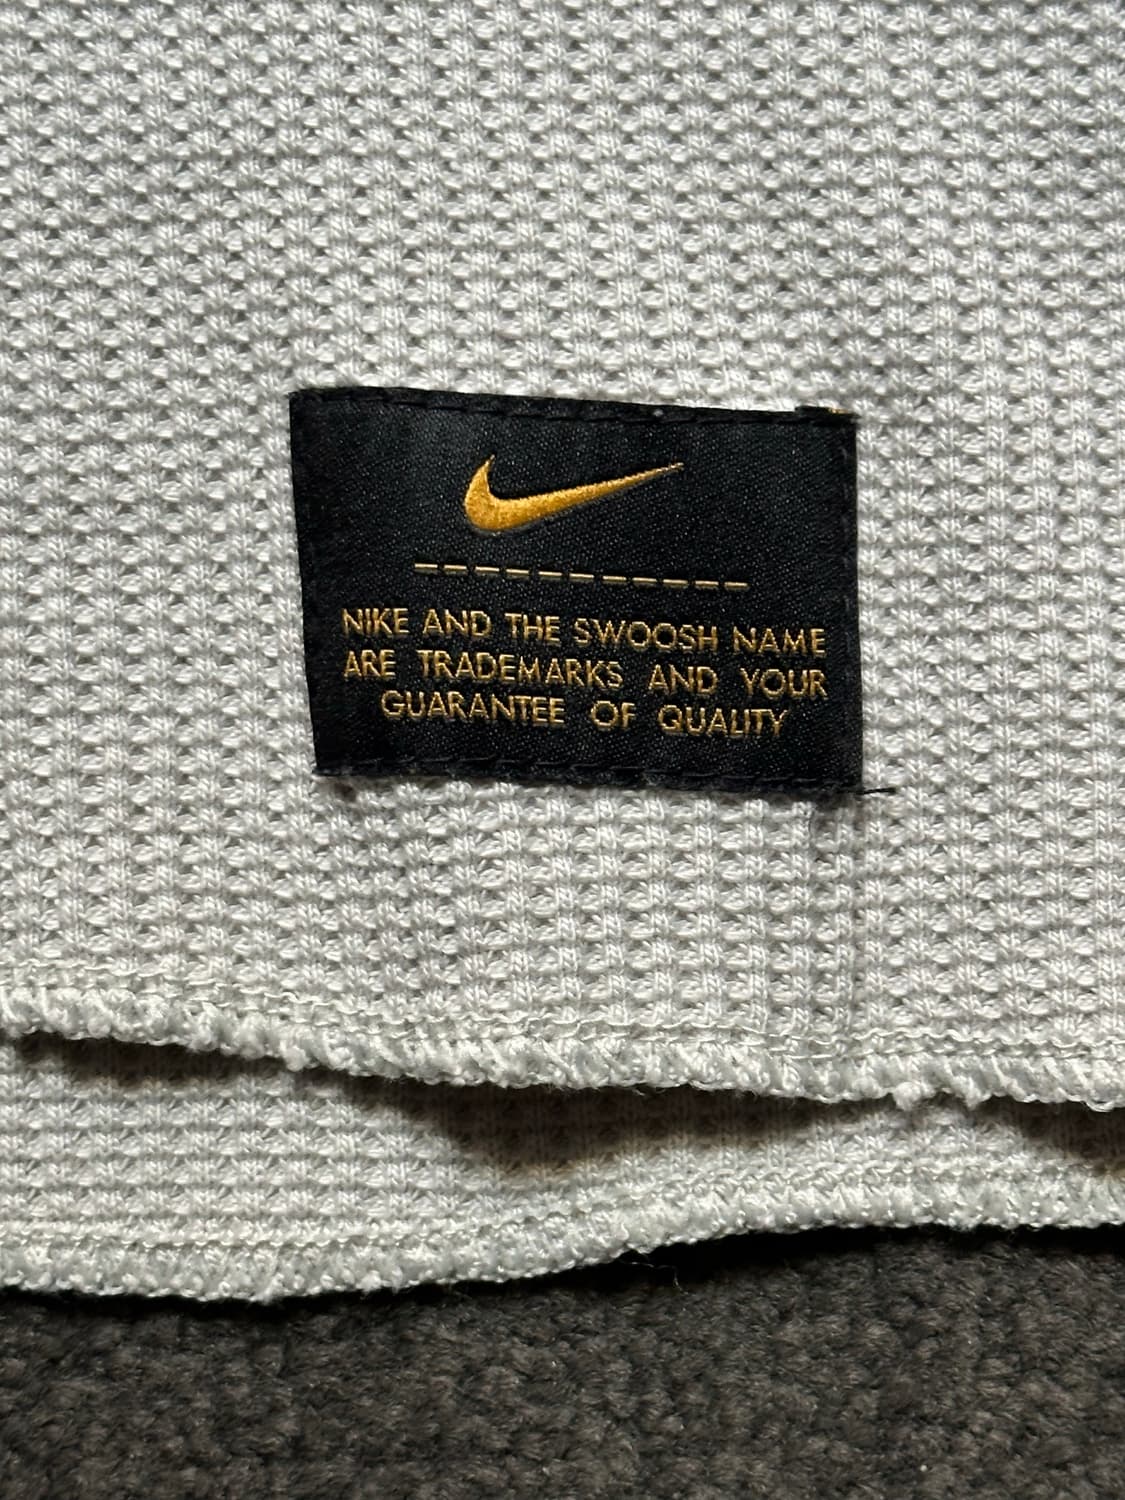 NIKE AND THE SWOOSH NAME
ARE TRADEMARKS AND YOUR
GUARANTEE OF QUALITY